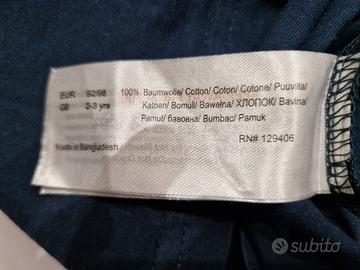 EUR 92/98
GB 2-3 yrs
100% Baumwolle/ Cotton/ Coton/ Cotone/ Puuvilla/
Katoen/ Bomull/ Bawełna/ ХЛОПОК/ Bavlna/
Pamut/ бавовна/ Bumbac/ Pamuk
RN# 129406
Made in Bangladesh
subito